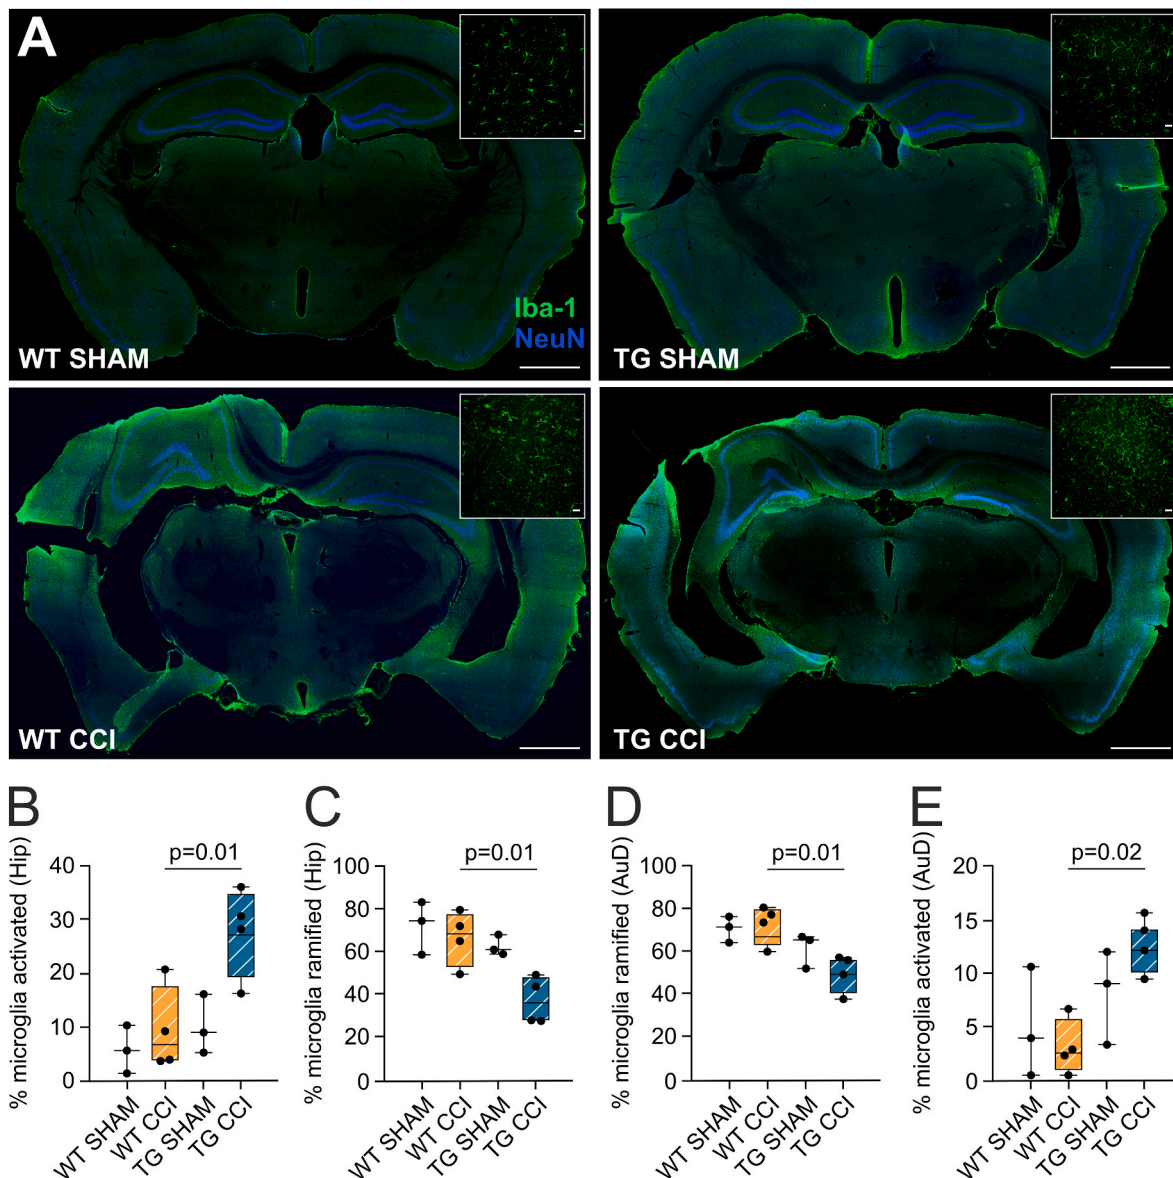 A
Iba-1
NeuN
WT SHAM
TG SHAM
WT CCI
TG CCI
B
% microglia activated (Hip)
p=0.01
40
30
20
10
0
WT SHAM
WT CCI
TG SHAM
TG CCI
C
% microglia ramified (Hip)
p=0.01
100
80
60
40
20
0
WT SHAM
WT CCI
TG SHAM
TG CCI
D
% microglia ramified (AuD)
p=0.01
100
80
60
40
20
0
WT SHAM
WT CCI
TG SHAM
TG CCI
E
% microglia activated (AuD)
p=0.02
20
15
10
5
0
WT SHAM
WT CCI
TG SHAM
TG CCI